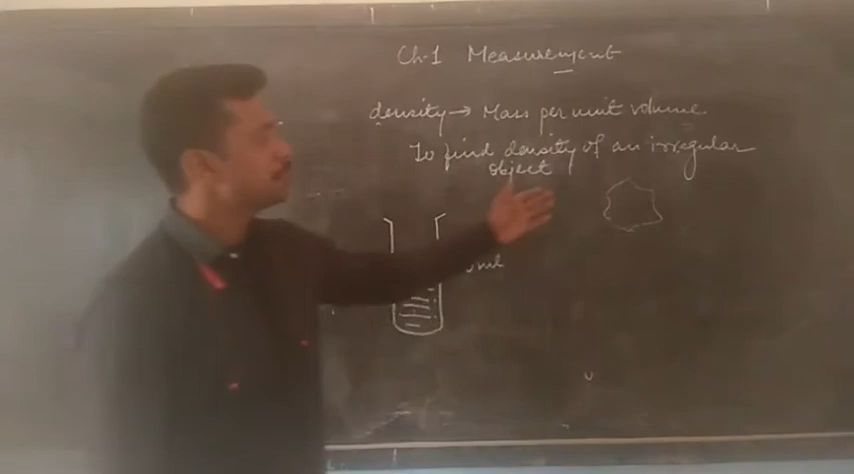 Ch-1 Measurement
density → Mass per unit volume
To find density of an irregular
object